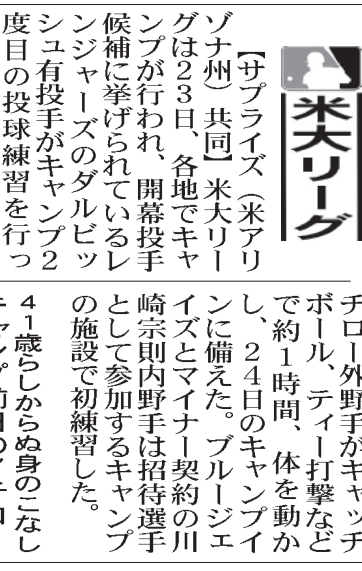 米大リーグ
【サプライズ（米アリ
ゾナ州）共同】米大リー
グは２３日、各地でキャ
ンプが行われ、開幕投手
候補に挙げられているレ
ンジャーズのダルビッ
シュ有投手がキャンプ２
度目の投球練習を行っ
チロー外野手がキャッチ
ボール、ティー打撃など
で約１時間、体を動か
し、２４日のキャンプイ
ンに備えた。ブルージェ
イズとマイナー契約の川
崎宗則内野手は招待選手
として参加するキャンプ
の施設で初練習した。
４１歳らしからぬ身のこなし